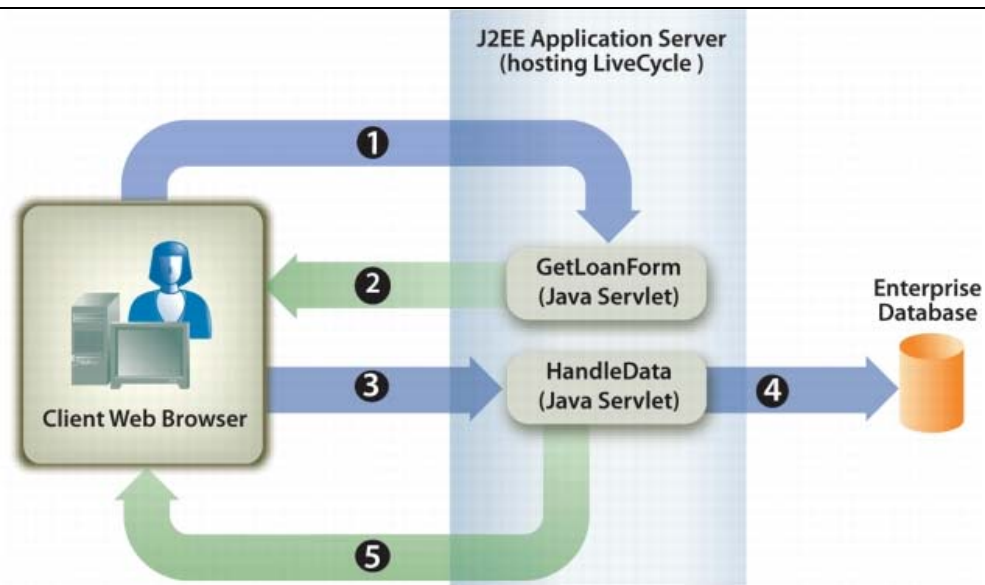 J2EE Application Server
(hosting LiveCycle )
1
GetLoanForm
(Java Servlet)
2
Enterprise
Database
HandleData
(Java Servlet)
3
4
Client Web Browser
5